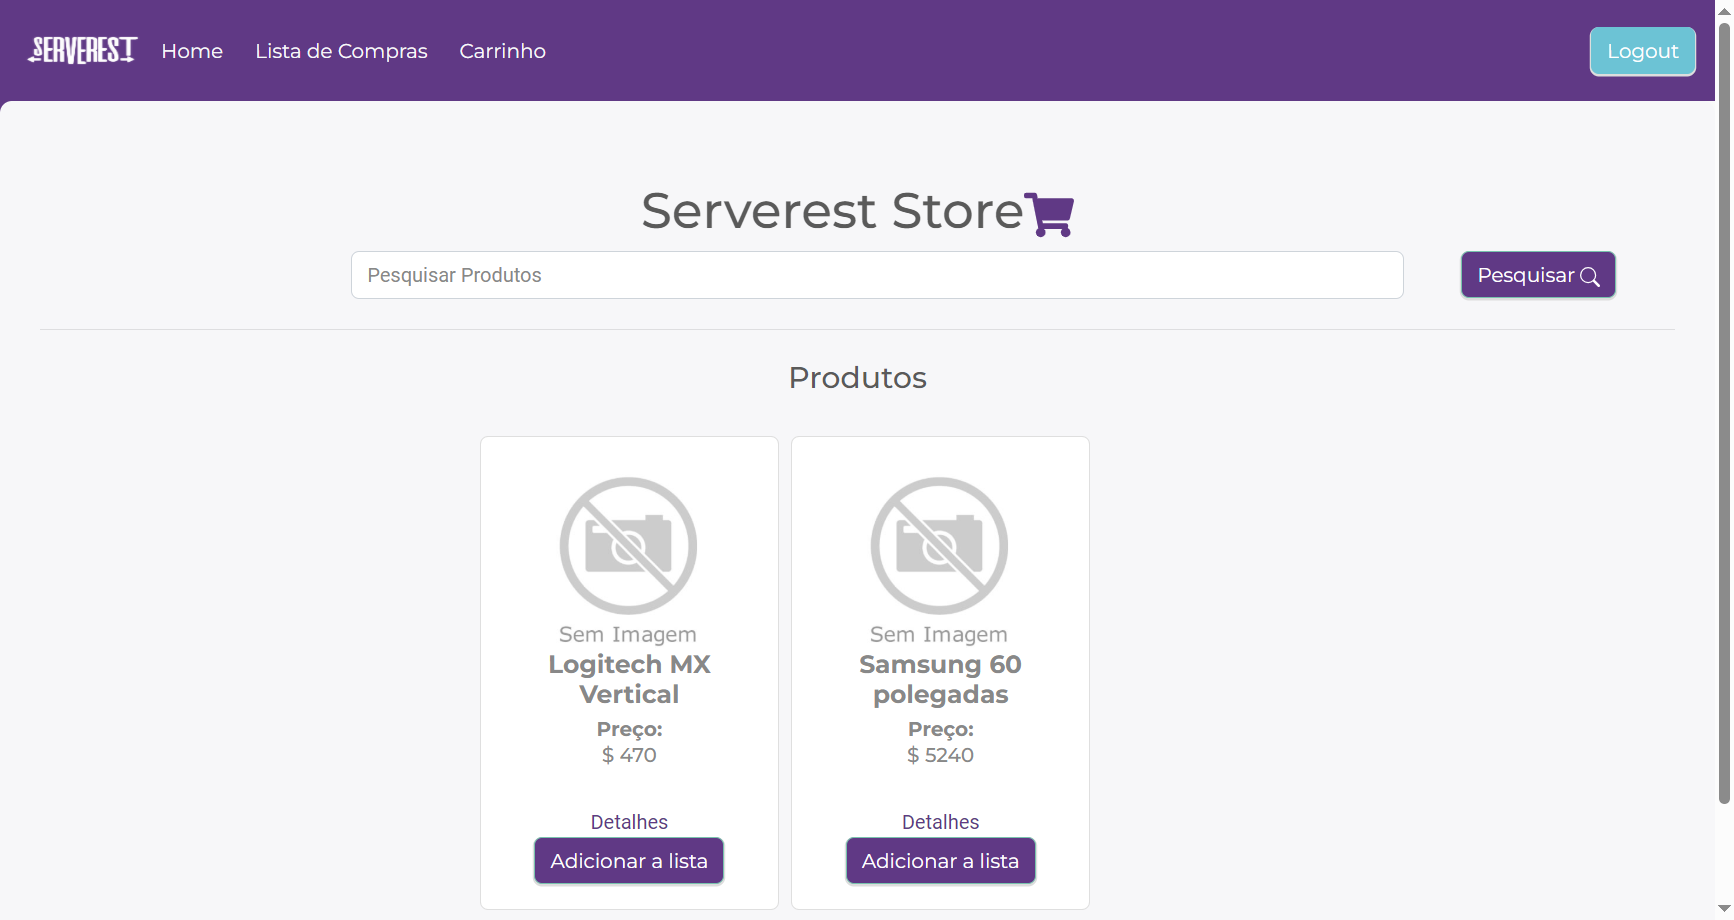 SERVEREST Home Lista de Compras Carrinho Logout
Serverest Store
Pesquisar Produtos Pesquisar
Produtos
Sem Imagem
Logitech MX
Vertical
Preço:
$ 470
Detalhes
Adicionar a lista
Sem Imagem
Samsung 60
polegadas
Preço:
$ 5240
Detalhes
Adicionar a lista